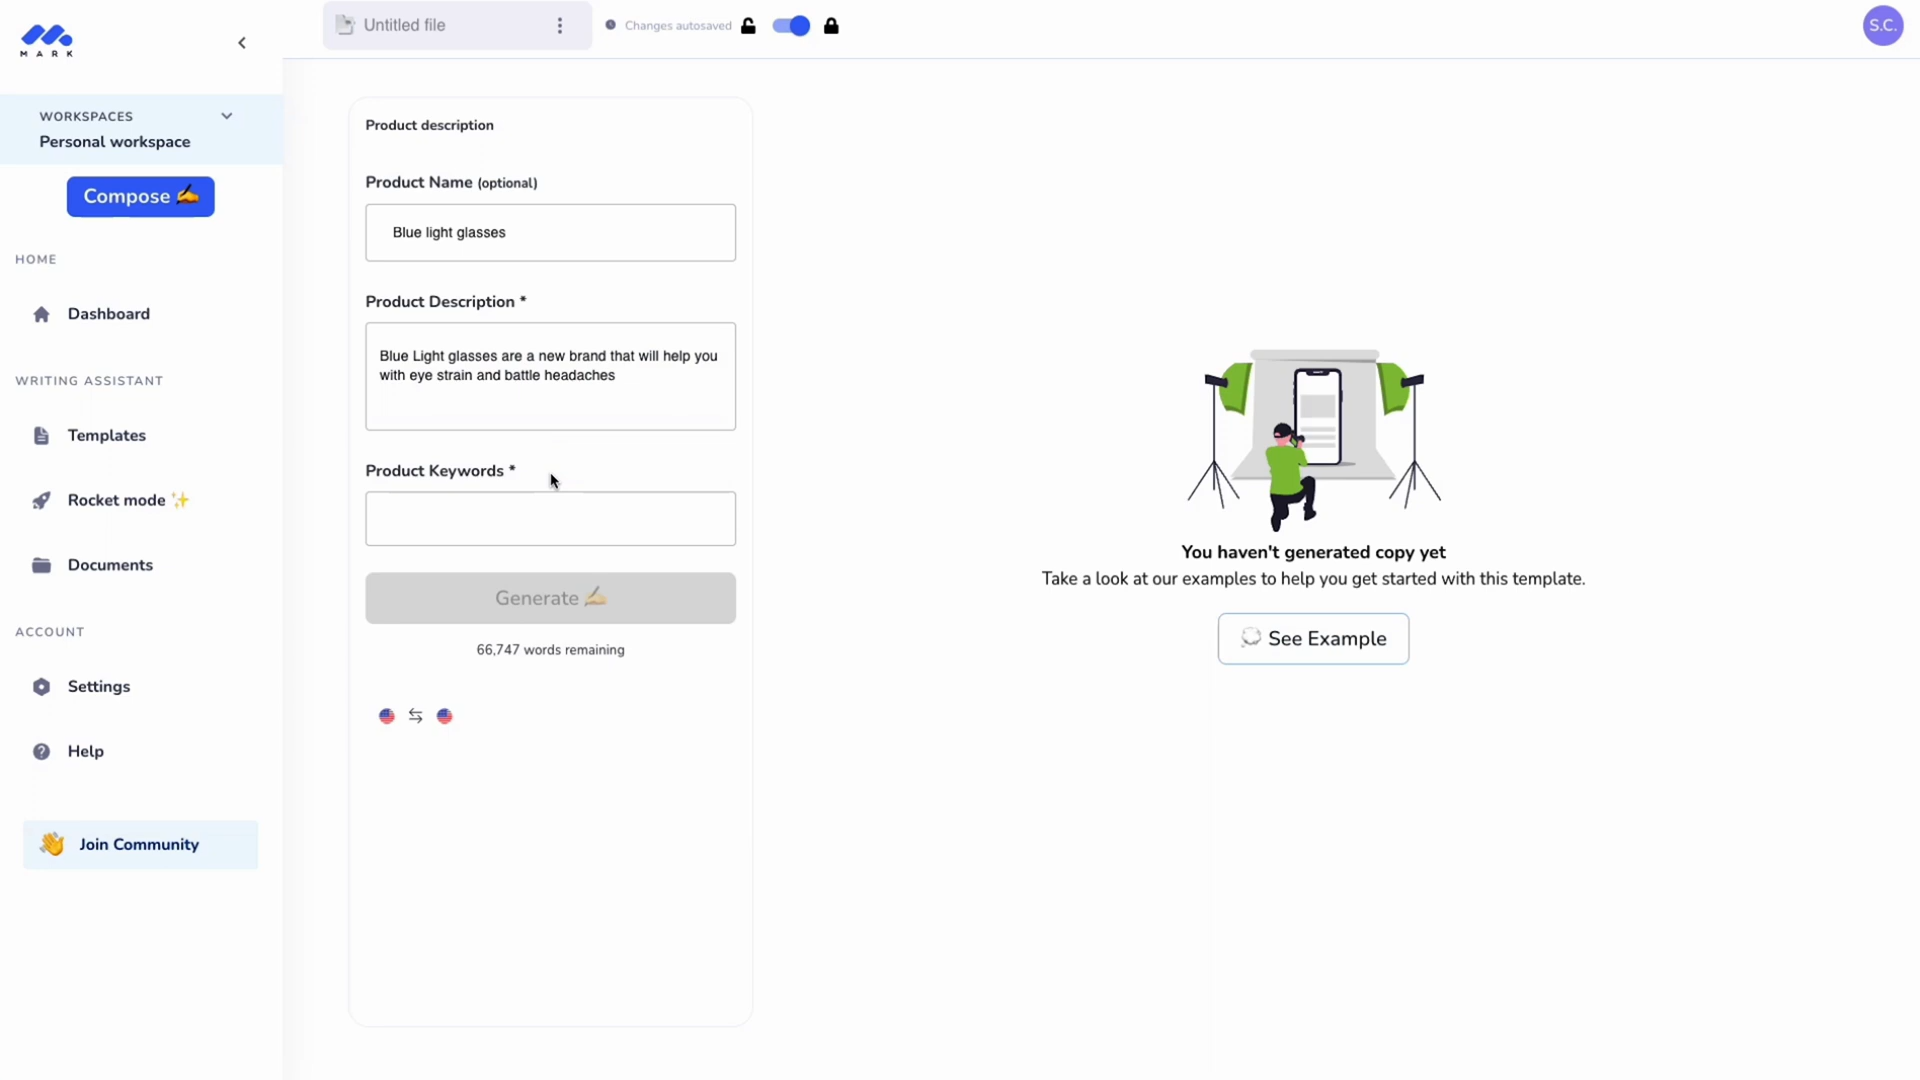 MARK
Untitled file
Changes autosaved
S.C.
WORKSPACES
Personal workspace
Compose
HOME
Dashboard
WRITING ASSISTANT
Templates
Rocket mode
Documents
ACCOUNT
Settings
Help
Join Community
Product description
Product Name (optional)
Blue light glasses
Product Description *
Blue Light glasses are a new brand that will help you
with eye strain and battle headaches
Product Keywords *
Generate
66,747 words remaining
You haven't generated copy yet
Take a look at our examples to help you get started with this template.
See Example